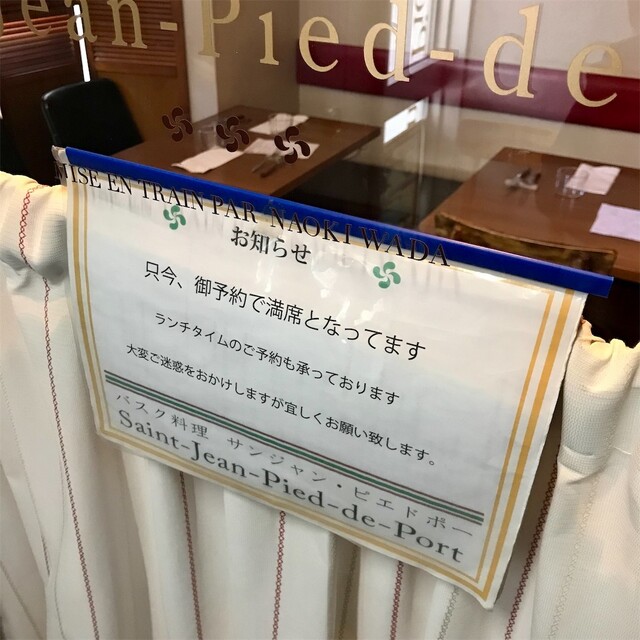 ean-Pied-de
MISE EN TRAIN PAR NAOKI WADA
お知らせ
只今、御予約で満席となってます
ランチタイムのご予約も承っております
大変ご迷惑をおかけしますが宜しくお願い致します。
バスク料理 サンジャン・ピエドポー
Saint-Jean-Pied-de-Port